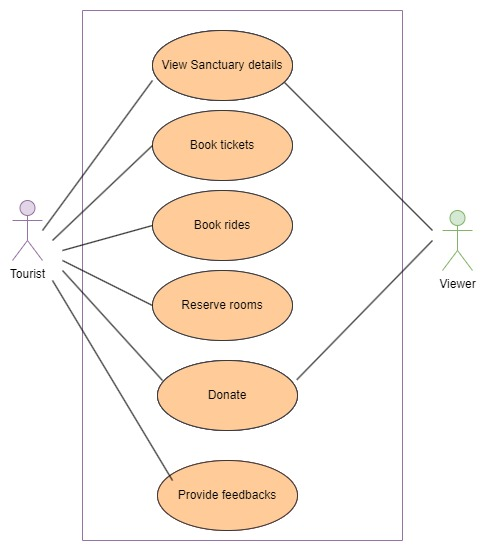 View Sanctuary details
Book tickets
Book rides
Tourist
Viewer
Reserve rooms
Donate
Provide feedbacks